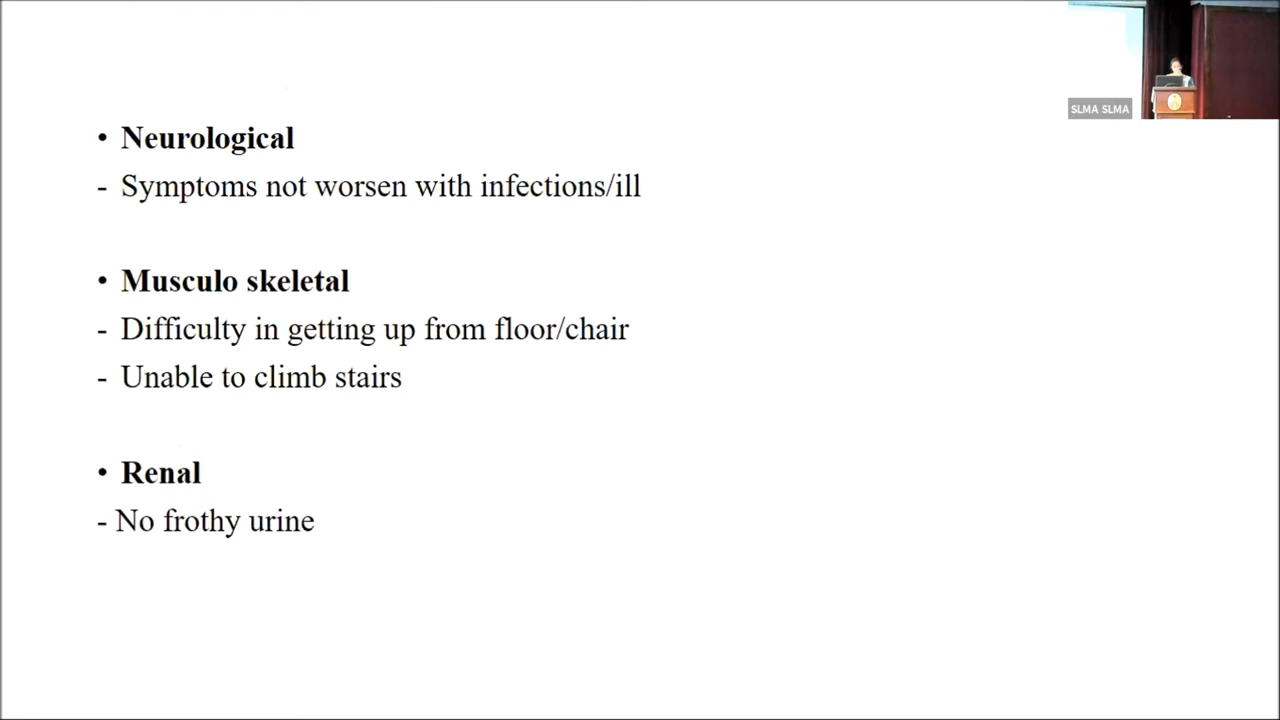 • Neurological
- Symptoms not worsen with infections/ill
• Musculo skeletal
- Difficulty in getting up from floor/chair
- Unable to climb stairs
• Renal
- No frothy urine
SLMA SLMA